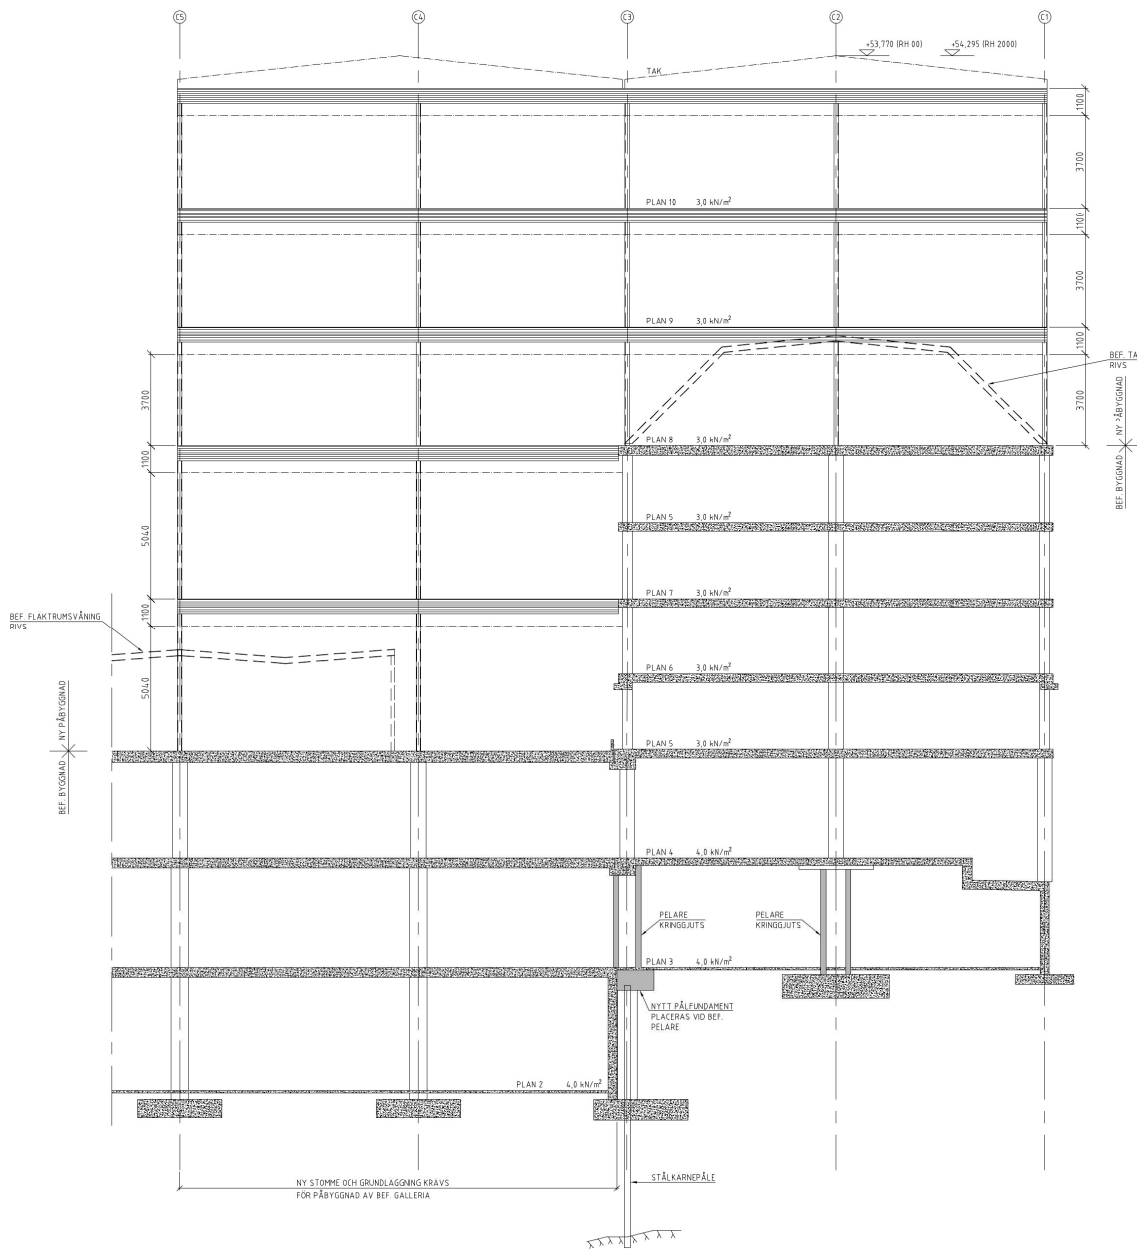 C5 C4 C3 C2 C1
+53,770 (RH 00) +54,295 (RH 2000)
TAK
1100
3700
PLAN 10 3,0 kN/m²
1100
3700
PLAN 9 3,0 kN/m²
1100
3700
3700
BEF. TA
RIVS
NY PÅBYGGNAD
BEF. BYGGNAD
PLAN 8 3,0 kN/m²
1100
PLAN 5 3,0 kN/m²
5040
PLAN 7 3,0 kN/m²
1100
BEF. FLAKTRUMSVÅNING
RIVS
PLAN 6 3,0 kN/m²
5040
NY PÅBYGGNAD
BEF. BYGGNAD
PLAN 5 3,0 kN/m²
PLAN 4 4,0 kN/m²
PELARE
KRINGGJUTS
PELARE
KRINGGJUTS
PLAN 3 4,0 kN/m²
NYTT PÅLFUNDAMENT
PLACERAS VID BEF.
PELARE
PLAN 2 4,0 kN/m²
NY STOMME OCH GRUNDLÄGGNING KRÄVS
FÖR PÅBYGGNAD AV BEF. GALLERIA
STÅLKÄRNEPÅLE